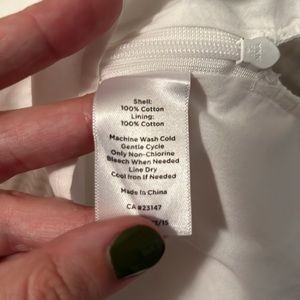 Shell:
100% Cotton
Lining:
100% Cotton
Machine Wash Cold
Gentle Cycle
Only Non-Chlorine
Bleach When Needed
Line Dry
Cool Iron If Needed
Made In China
CA #23147
/15